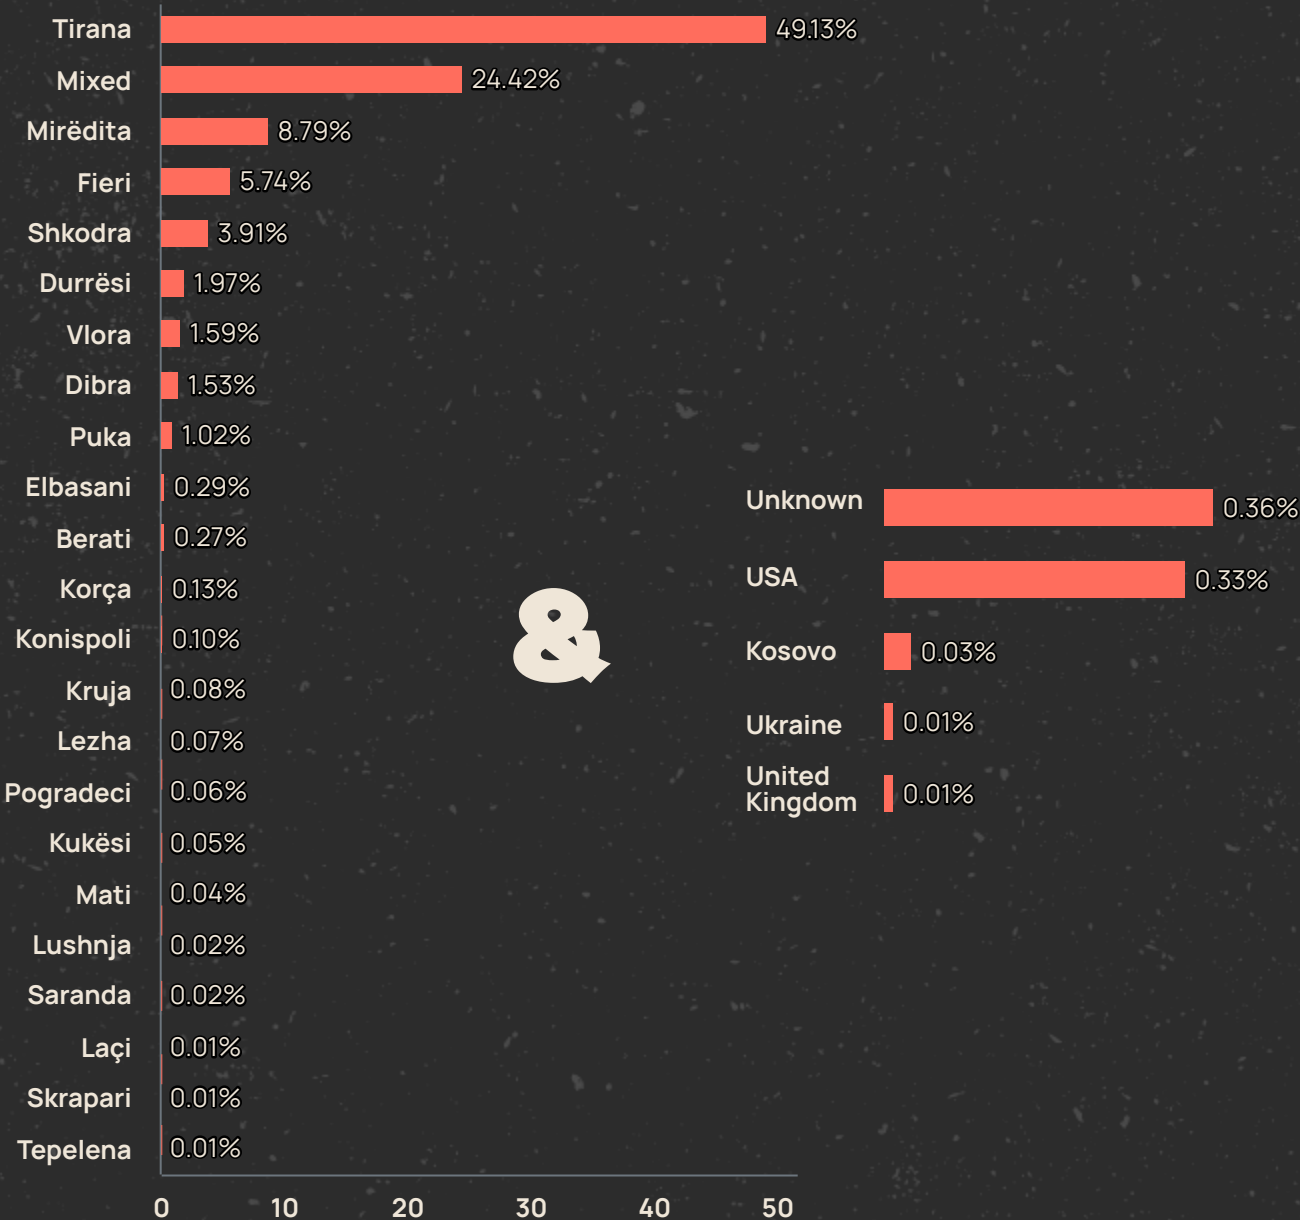 Tirana 49.13%
Mixed 24.42%
Mirëdita 8.79%
Fieri 5.74%
Shkodra 3.91%
Durrësi 1.97%
Vlora 1.59%
Dibra 1.53%
Puka 1.02%
Elbasani 0.29%
Berati 0.27%
Korça 0.13%
Konispoli 0.10%
Kruja 0.08%
Lezha 0.07%
Pogradeci 0.06%
Kukësi 0.05%
Mati 0.04%
Lushnja 0.02%
Saranda 0.02%
Laçi 0.01%
Skrapari 0.01%
Tepelena 0.01%
0 10 20 30 40 50
&
Unknown 0.36%
USA 0.33%
Kosovo 0.03%
Ukraine 0.01%
United
Kingdom 0.01%